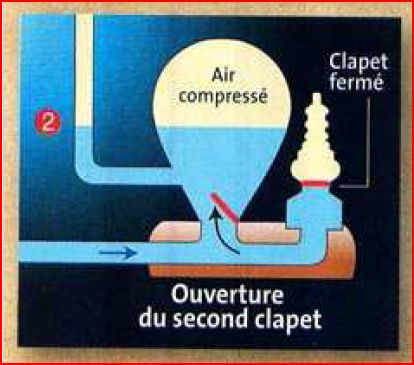 Clapet
fermé
Air
compressé
2
Ouverture
du second clapet